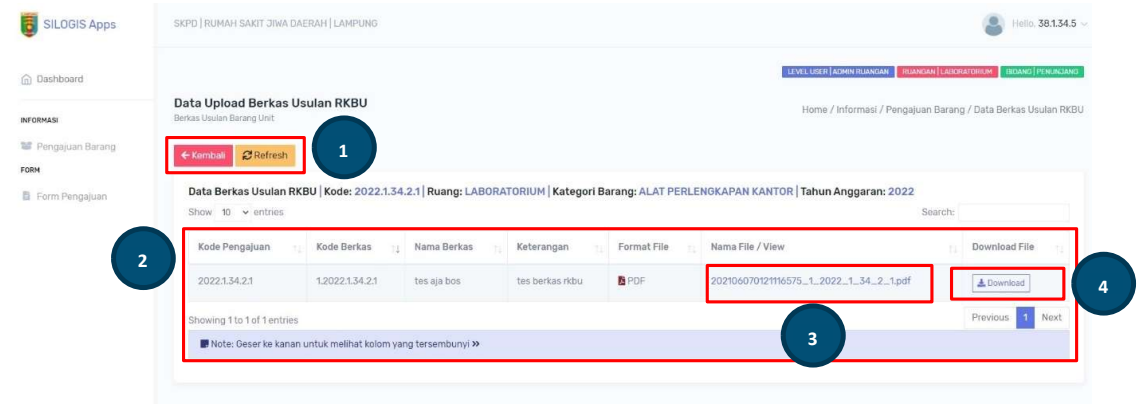 SILOGIS Apps
SKPD | RUMAH SAKIT JIWA DAERAH | LAMPUNG
Hello, 38.1.34.5
Dashboard
LEVEL USER | ADMIN RUANGAN
RUANGAN | LABORATORIUM
BIDANG | PENUNJANG
Data Upload Berkas Usulan RKBU
Berkas Usulan Barang Unit
Home / Informasi / Pengajuan Barang / Data Berkas Usulan RKBU
INFORMASI
Pengajuan Barang
FORM
Form Pengajuan
Kembali
Refresh
1
Data Berkas Usulan RKBU | Kode: 2022.1.34.2.1 | Ruang: LABORATORIUM | Kategori Barang: ALAT PERLENGKAPAN KANTOR | Tahun Anggaran: 2022
Show 10 entries
Search:
2
Kode Pengajuan Kode Berkas Nama Berkas Keterangan Format File Nama File / View Download File
2022.1.34.2.1 1.2022.1.34.2.1 tes aja bos tes berkas rkbu PDF 202106070121116575_1_2022_1_34_2_1.pdf Download
4
Showing 1 to 1 of 1 entries
Previous 1 Next
3
Note: Geser ke kanan untuk melihat kolom yang tersembunyi »